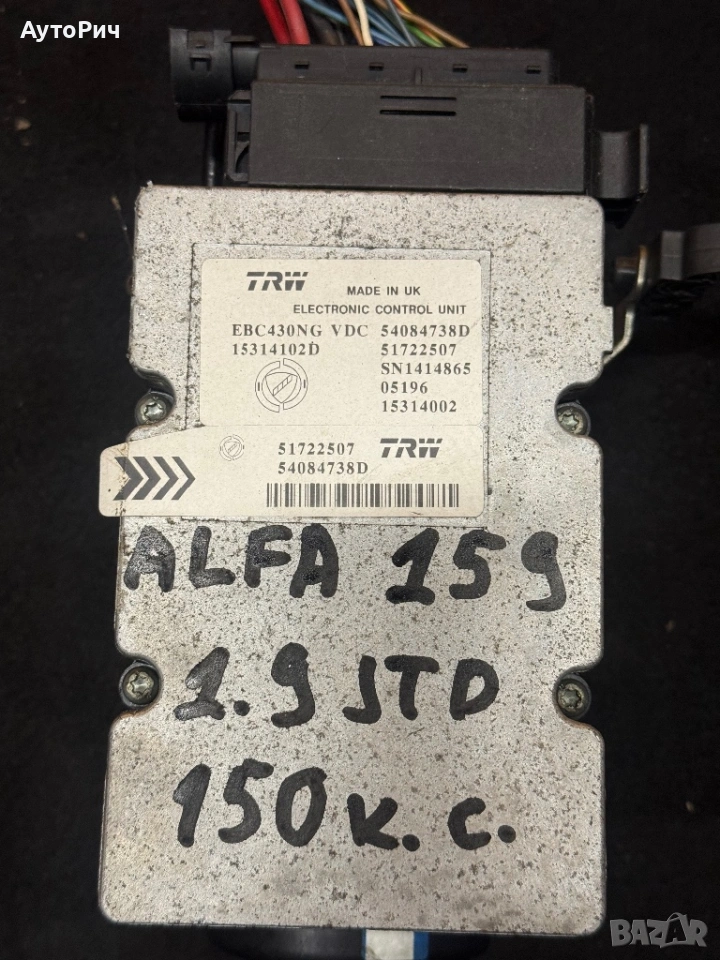 АутоРич
TRW MADE IN UK
ELECTRONIC CONTROL UNIT
EBC430NG VDC 54084738D
15314102D 51722507
SN1414865
05196
15314002
51722507 TRW
54084738D
ALFA 159
1.9 JTD
150 к. с.
BAZAR